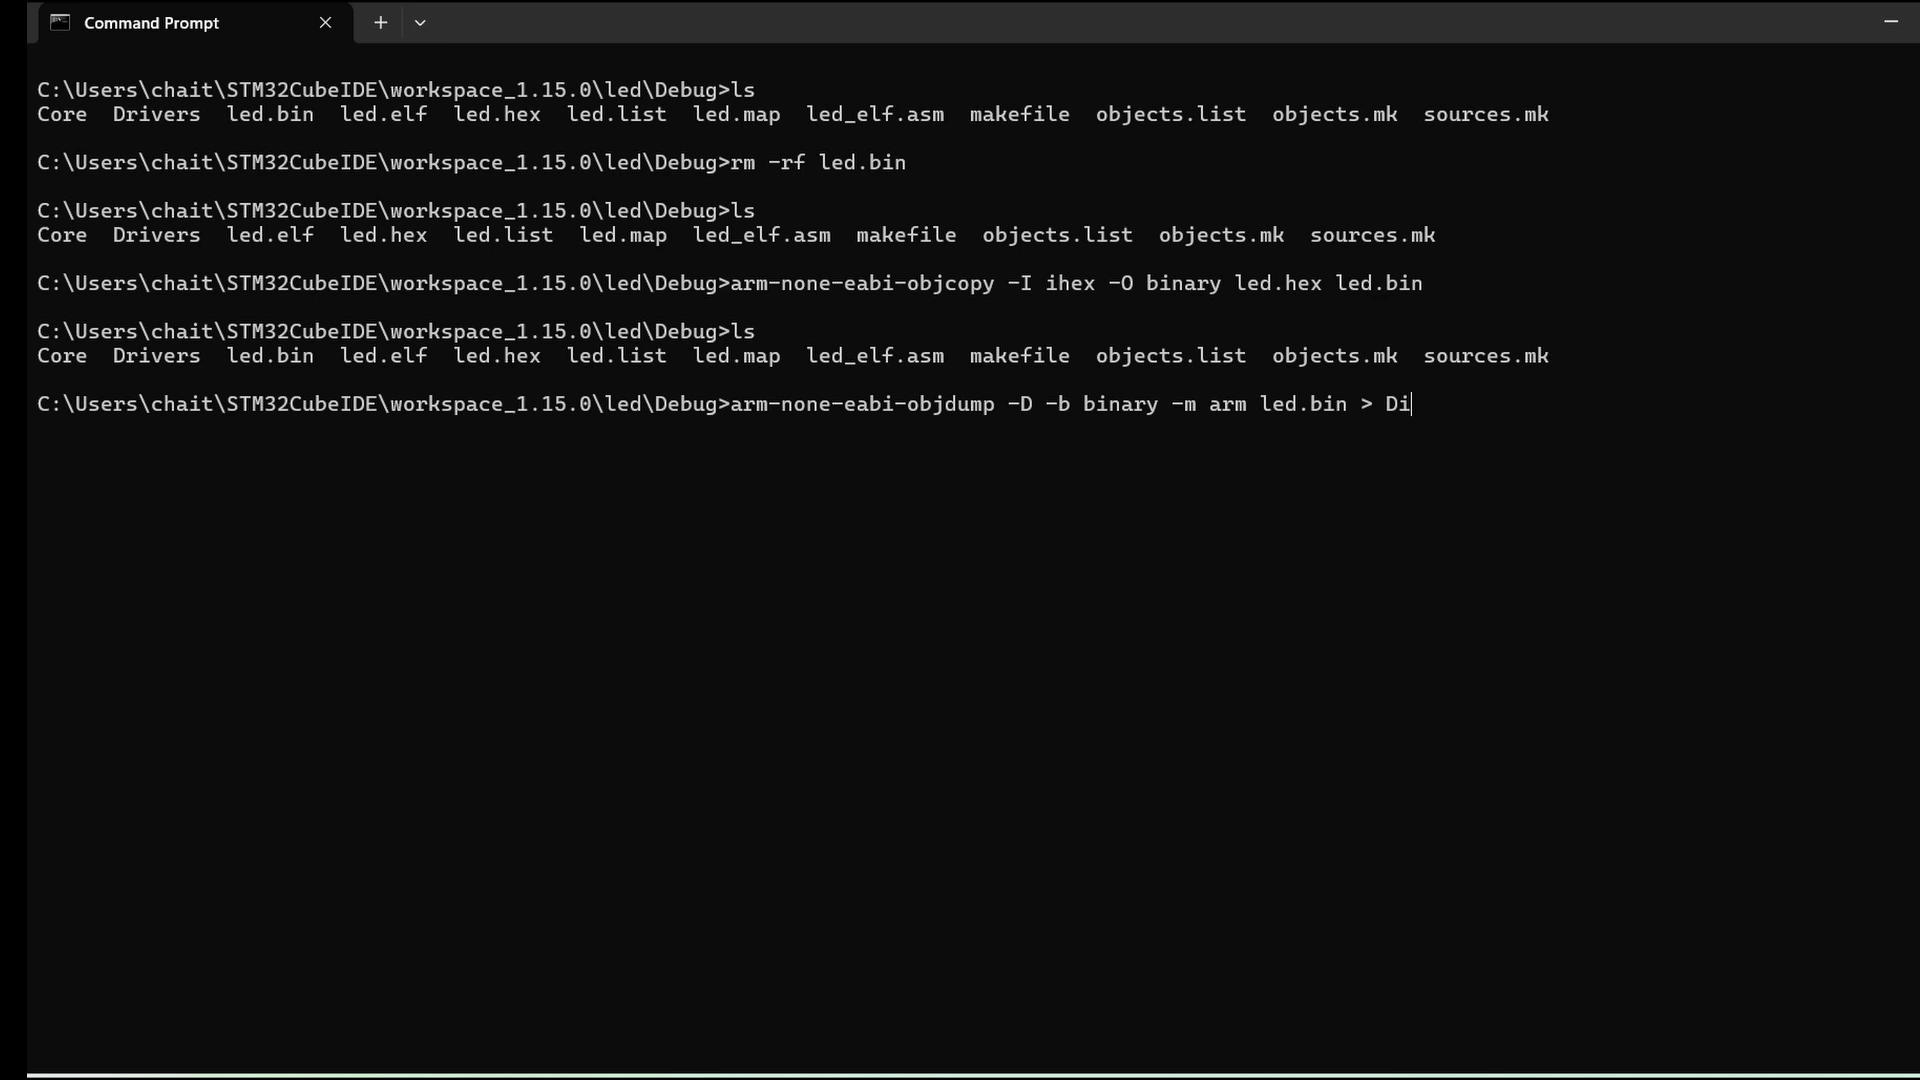 Command Prompt
C:\Users\chait\STM32CubeIDE\workspace_1.15.0\led\Debug>ls
Core  Drivers  led.bin  led.elf  led.hex  led.list  led.map  led_elf.asm  makefile  objects.list  objects.mk  sources.mk
C:\Users\chait\STM32CubeIDE\workspace_1.15.0\led\Debug>rm -rf led.bin
C:\Users\chait\STM32CubeIDE\workspace_1.15.0\led\Debug>ls
Core  Drivers  led.elf  led.hex  led.list  led.map  led_elf.asm  makefile  objects.list  objects.mk  sources.mk
C:\Users\chait\STM32CubeIDE\workspace_1.15.0\led\Debug>arm-none-eabi-objcopy -I ihex -O binary led.hex led.bin
C:\Users\chait\STM32CubeIDE\workspace_1.15.0\led\Debug>ls
Core  Drivers  led.bin  led.elf  led.hex  led.list  led.map  led_elf.asm  makefile  objects.list  objects.mk  sources.mk
C:\Users\chait\STM32CubeIDE\workspace_1.15.0\led\Debug>arm-none-eabi-objdump -D -b binary -m arm led.bin > Di